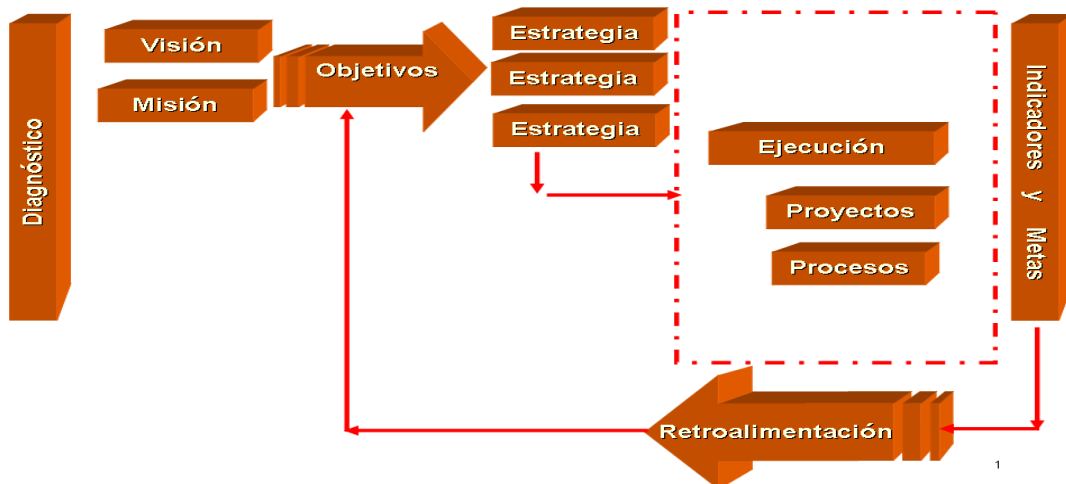 Diagnóstico
Visión
Misión
Objetivos
Estrategia
Estrategia
Estrategia
Ejecución
Proyectos
Procesos
Indicadores y Metas
Retroalimentación
1